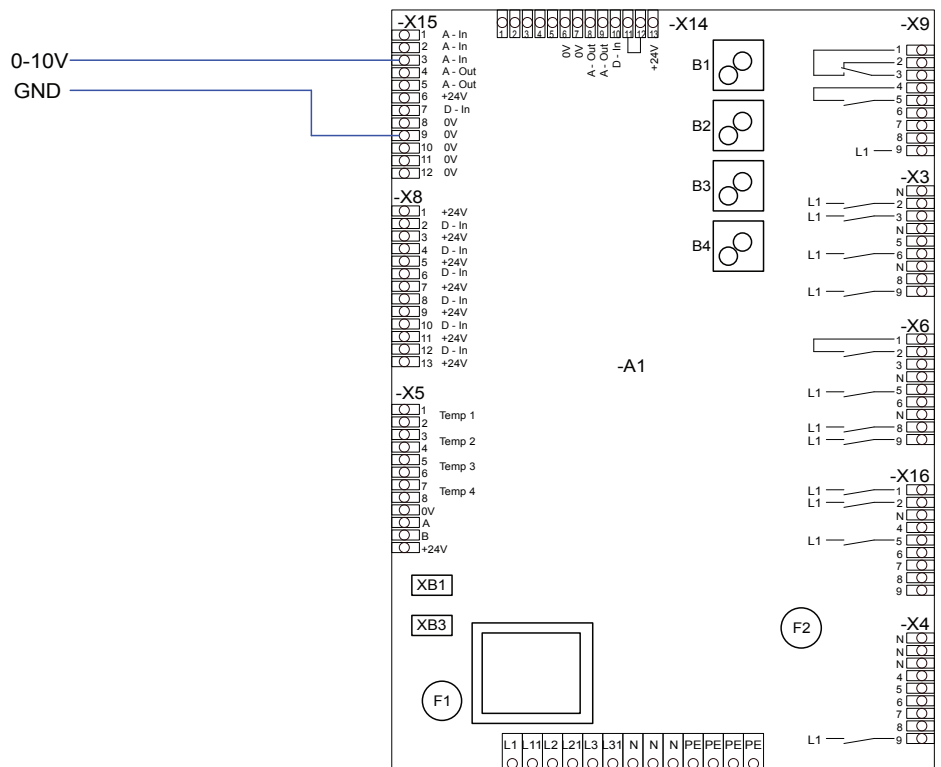 -X15
1 A - In
2 A - In
3 A - In
4 A - Out
5 A - Out
6 +24V
7 D - In
8 0V
9 0V
10 0V
11 0V
12 0V
0-10V
GND
-X8
1 +24V
2 D - In
3 +24V
4 D - In
5 +24V
6 D - In
7 +24V
8 D - In
9 +24V
10 D - In
11 +24V
12 D - In
13 +24V
-X5
1
2
Temp 1
3
4
Temp 2
5
6
Temp 3
7
8
Temp 4
0V
A
B
+24V
XB1
XB3
F1
-X14
1 2 3 4 5 6 7 8 9 10 11 12 13
0V
0V
A - Out
A - Out
D - In
+24V
B1
B2
B3
B4
-A1
F2
-X9
1
2
3
4
5
6
7
8
L1 9
-X3
N
L1 2
L1 3
N
5
L1 6
N
8
L1 9
-X6
1
2
3
N
L1 5
6
N
L1 8
L1 9
-X16
L1 1
L1 2
N
4
L1 5
6
7
8
9
-X4
N
N
N
4
5
6
7
8
L1 9
L1 L11 L2 L21 L3 L31 N N N PE PE PE PE